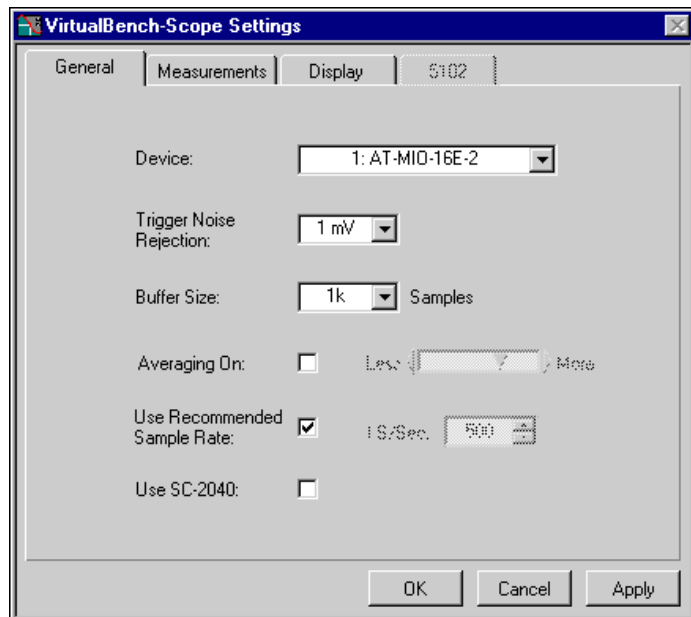 VirtualBench-Scope Settings
General
Measurements
Display
5102
Device:
1: AT-MIO-16E-2
Trigger Noise
Rejection:
1 mV
Buffer Size:
1k
Samples
Averaging On:
Less
More
Use Recommended
Sample Rate:
S/Sec.
500
Use SC-2040:
OK
Cancel
Apply